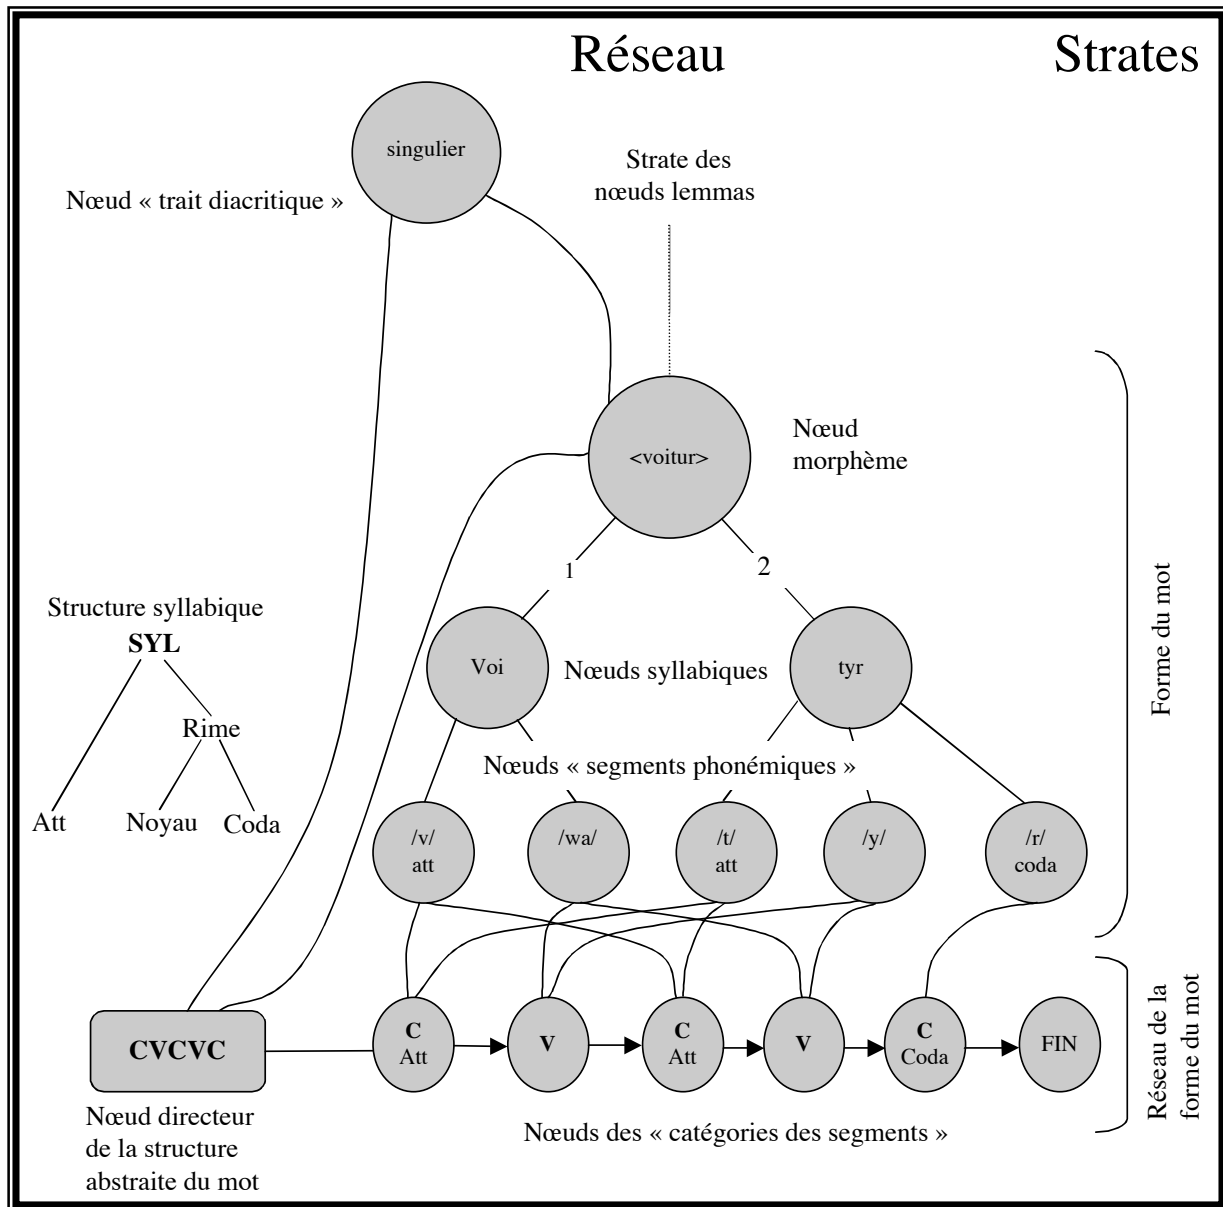 Réseau
Strates
singulier
Strate des
nœuds lemmas
Nœud « trait diacritique »
<voitur>
Nœud
morphème
1
2
Structure syllabique
SYL
Rime
Att
Noyau
Coda
Voi
Nœuds syllabiques
tyr
Nœuds « segments phonémiques »
/v/
att
/wa/
/t/
att
/y/
/r/
coda
Forme du mot
CVCVC
C
Att
V
C
Att
V
C
Coda
FIN
Réseau de la
forme du mot
Nœud directeur
de la structure
abstraite du mot
Nœuds des « catégories des segments »